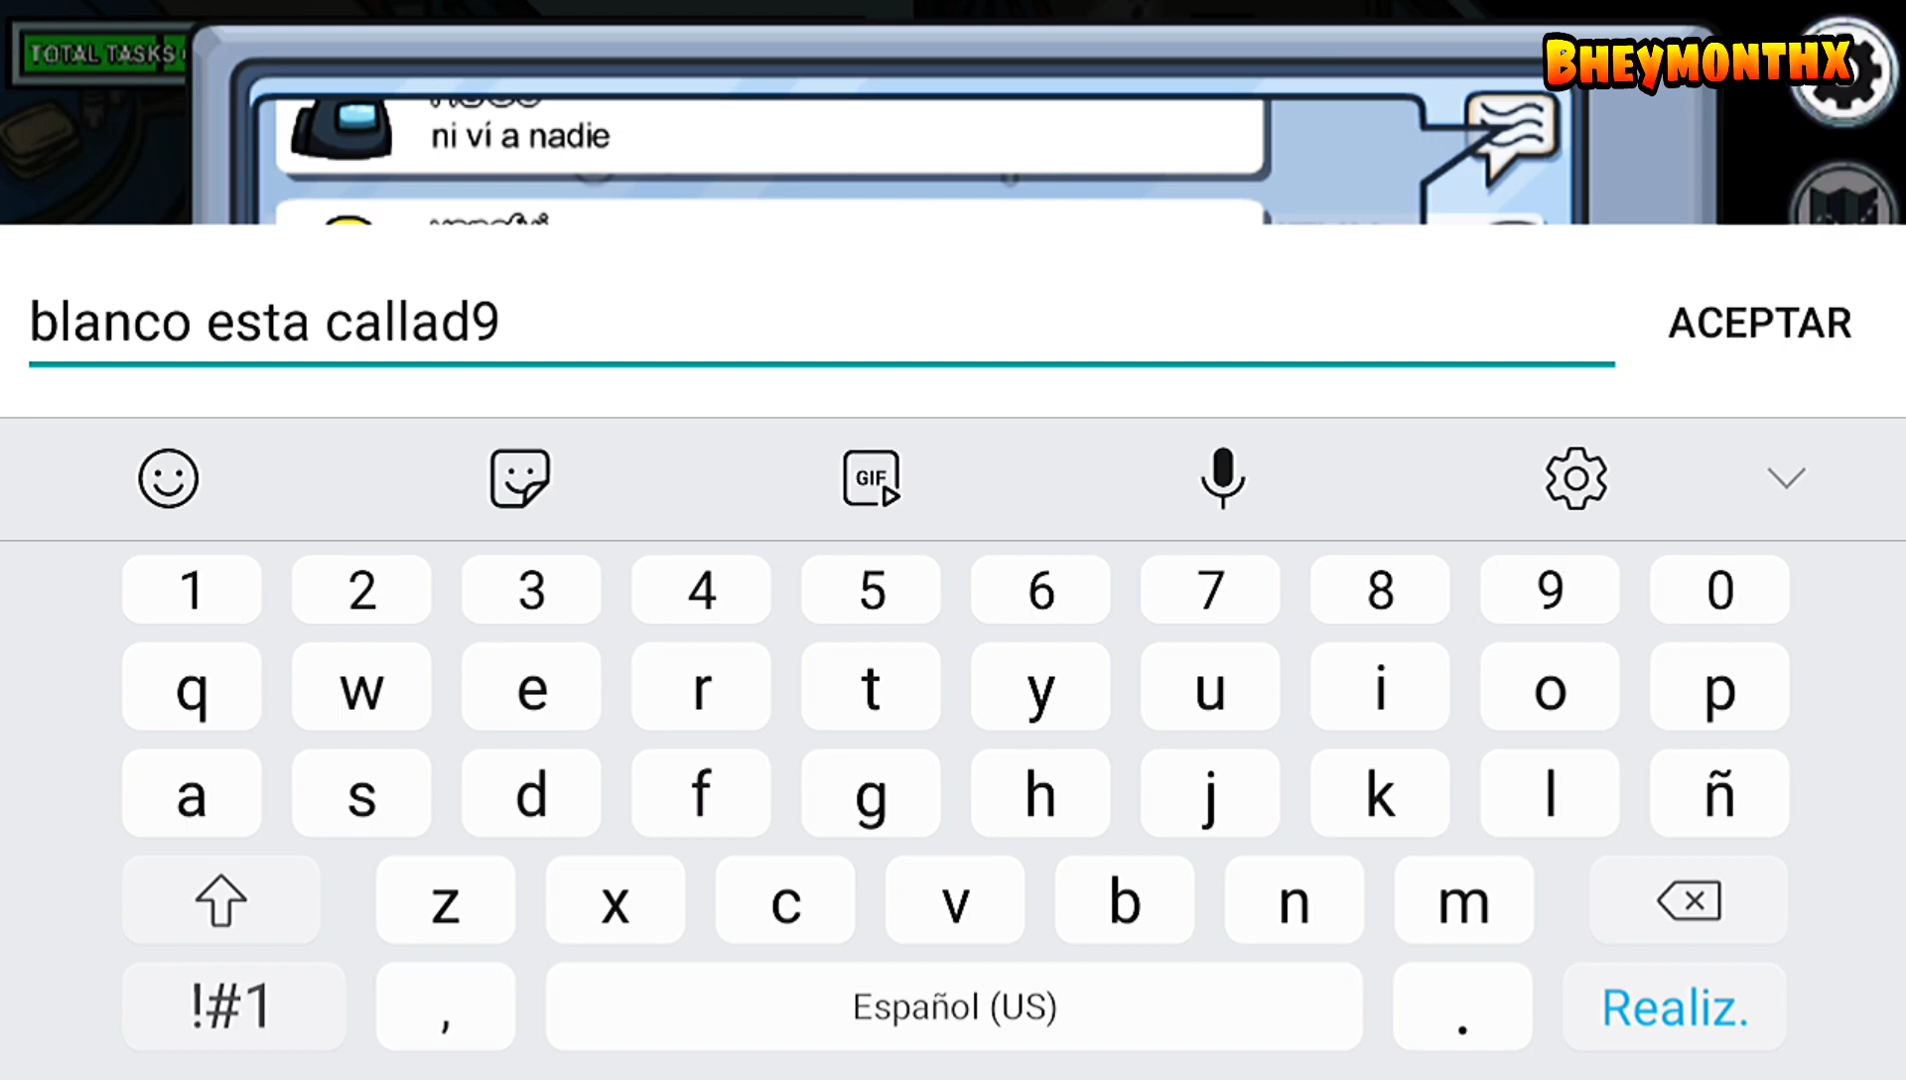 TOTAL TASKS
BHEYMONTHX
ni ví a nadie
blanco esta callad9
ACEPTAR
GIF
1 2 3 4 5 6 7 8 9 0
q w e r t y u i o p
a s d f g h j k l ñ
z x c v b n m
!#1 , Español (US) . Realiz.